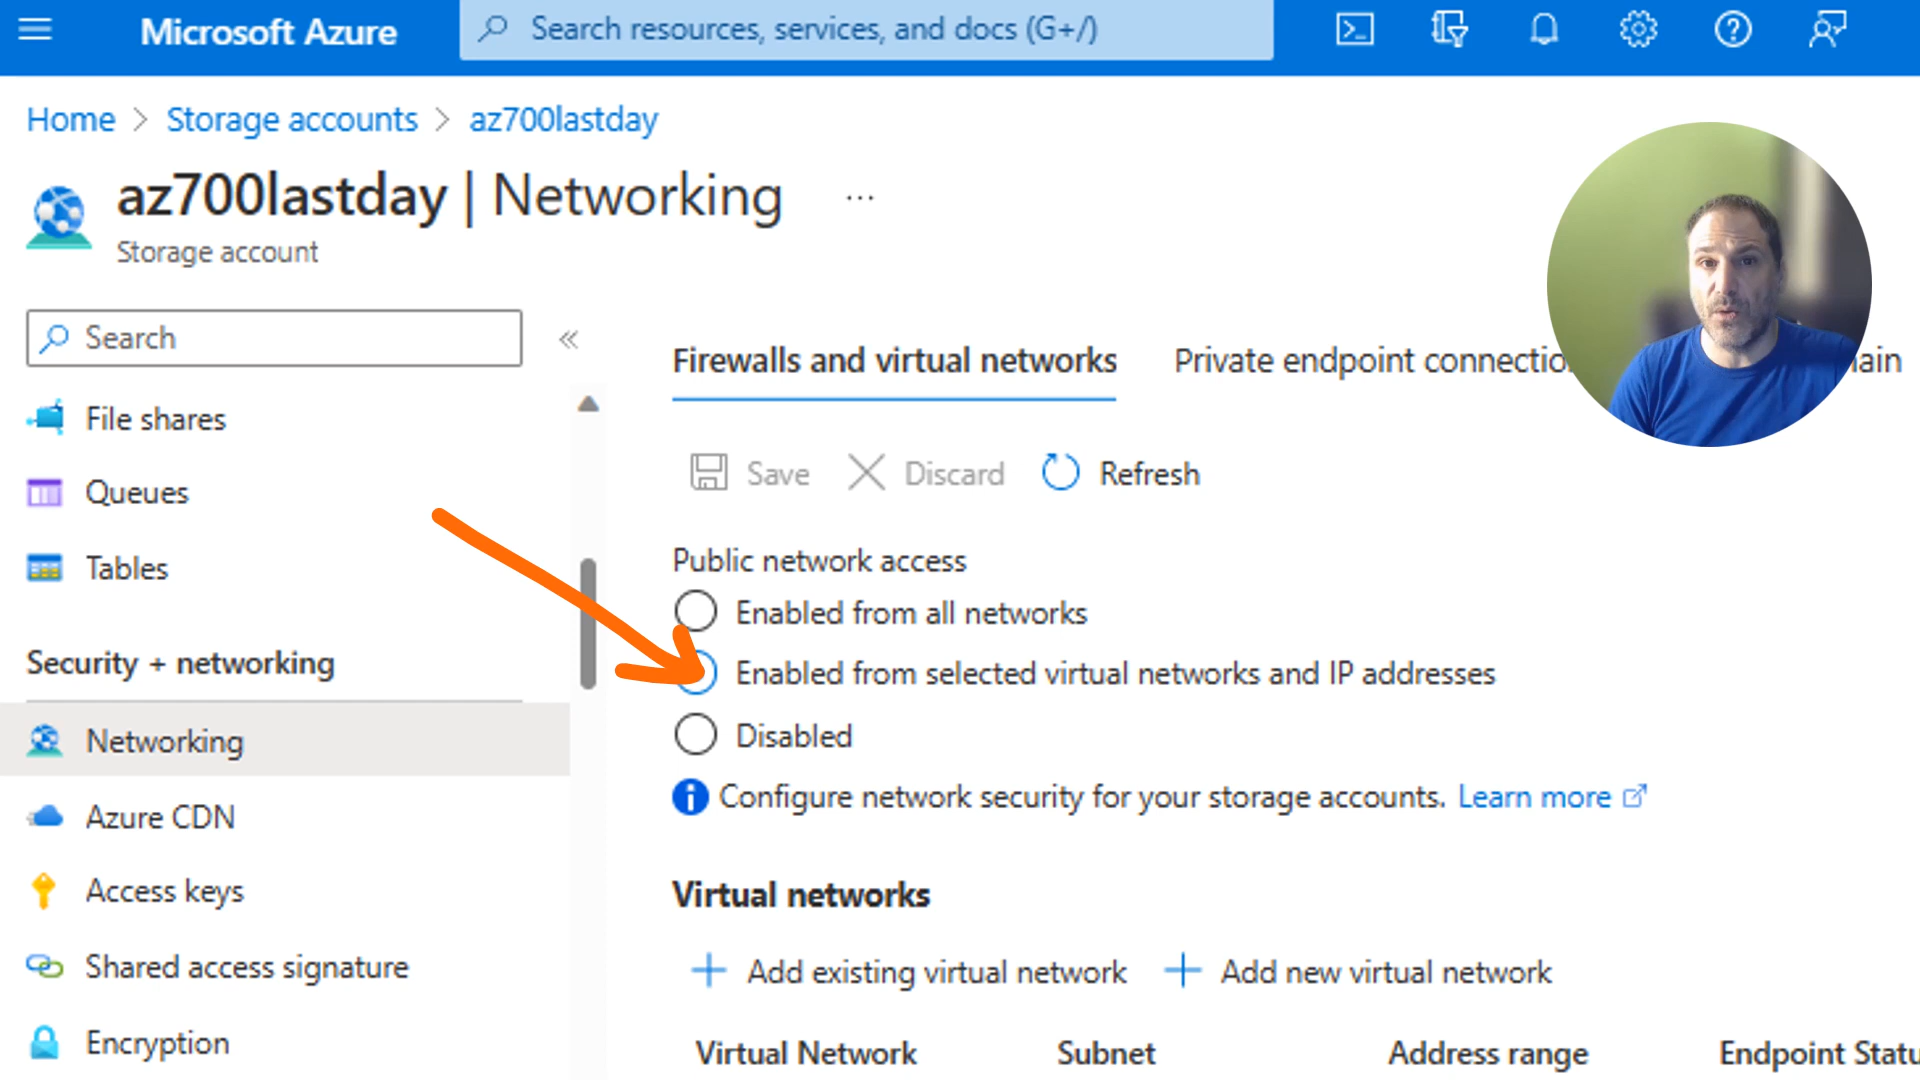 Microsoft Azure
Search resources, services, and docs (G+/)
Home > Storage accounts > az700lastday
az700lastday | Networking ...
Storage account
Search
«
File shares
Queues
Tables
Security + networking
Networking
Azure CDN
Access keys
Shared access signature
Encryption
Firewalls and virtual networks
Private endpoint
Save
Discard
Refresh
Public network access
Enabled from all networks
Enabled from selected virtual networks and IP addresses
Disabled
Configure network security for your storage accounts. Learn more
Virtual networks
+ Add existing virtual network
+ Add new virtual network
Virtual Network
Subnet
Address range
Endpoint